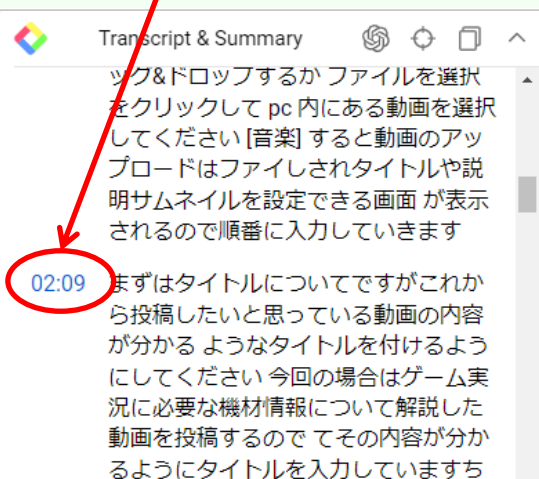 Transcript & Summary
ック&ドロップするか ファイルを選択
をクリックして pc 内にある動画を選択
してください [音楽] すると動画のアッ
プロードはファイしされタイトルや説
明サムネイルを設定できる画面 が表示
されるので順番に入力していきます
02:09 まずはタイトルについてですがこれか
ら投稿したいと思っている動画の内容
が分かる ようなタイトルを付けるよう
にしてください 今回の場合はゲーム実
況に必要な機材情報について解説した
動画を投稿するので てその内容が分か
るようにタイトルを入力していますち